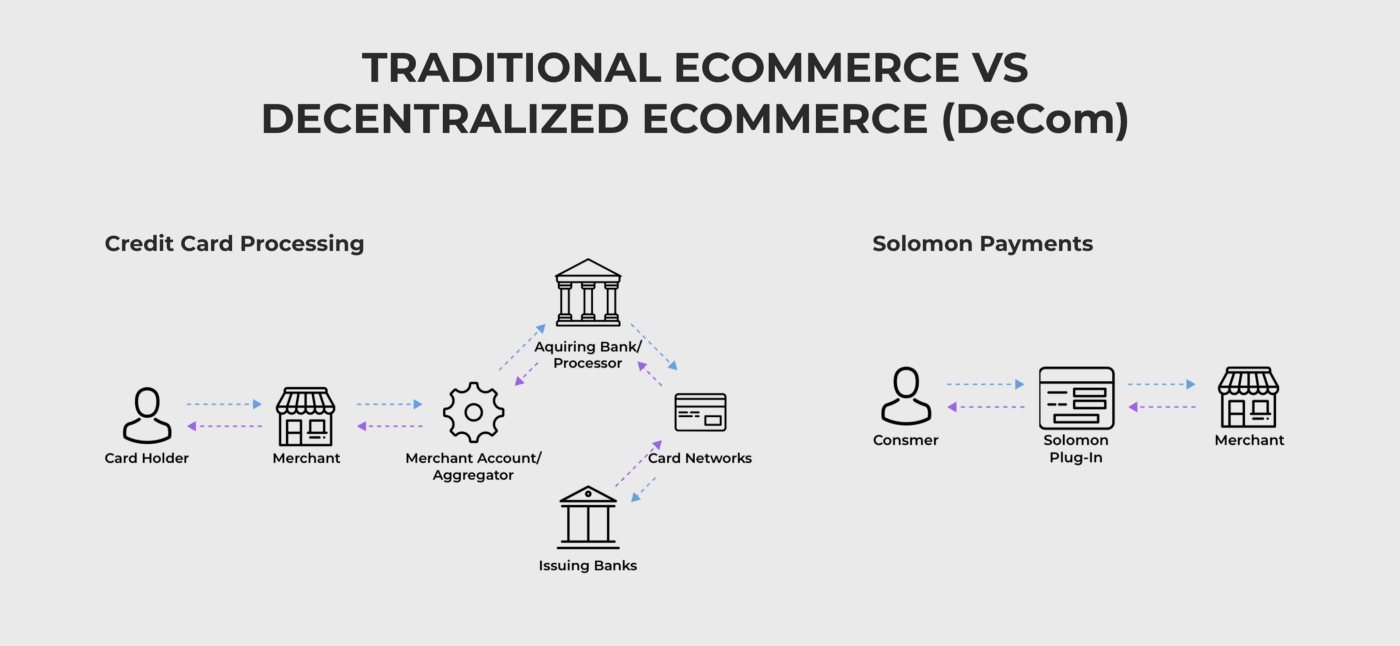 TRADITIONAL ECOMMERCE VS
DECENTRALIZED ECOMMERCE (DeCom)
Credit Card Processing
Aquiring Bank/
Processor
Card Holder
Merchant
Merchant Account/
Aggregator
Card Networks
Issuing Banks
Solomon Payments
Consmer
Solomon
Plug-In
Merchant